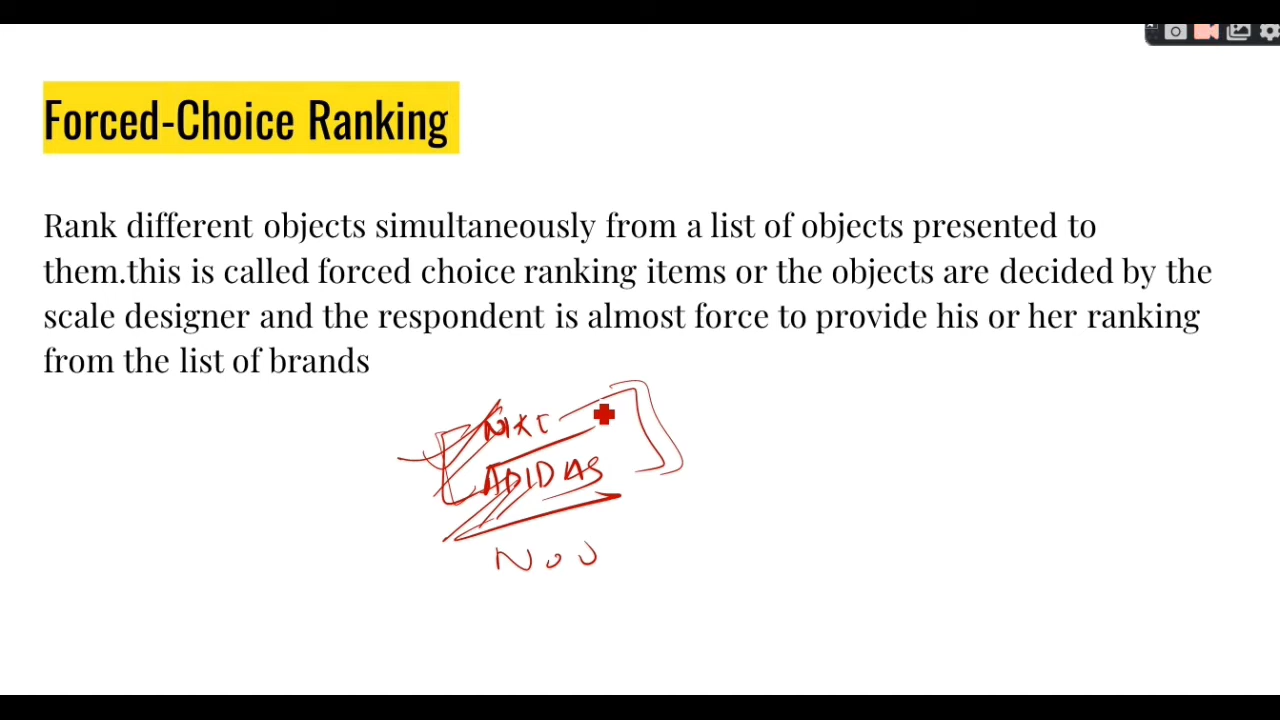 Forced-Choice Ranking
Rank different objects simultaneously from a list of objects presented to
them.this is called forced choice ranking items or the objects are decided by the
scale designer and the respondent is almost force to provide his or her ranking
from the list of brands
ADIDAS